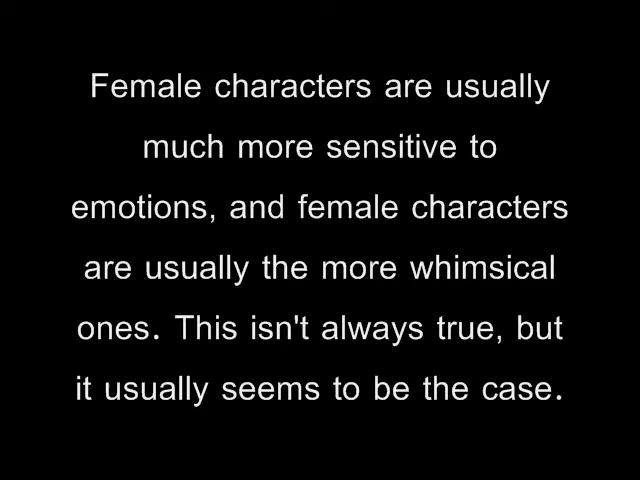 Female characters are usually
much more sensitive to
emotions, and female characters
are usually the more whimsical
ones. This isn't always true, but
it usually seems to be the case.